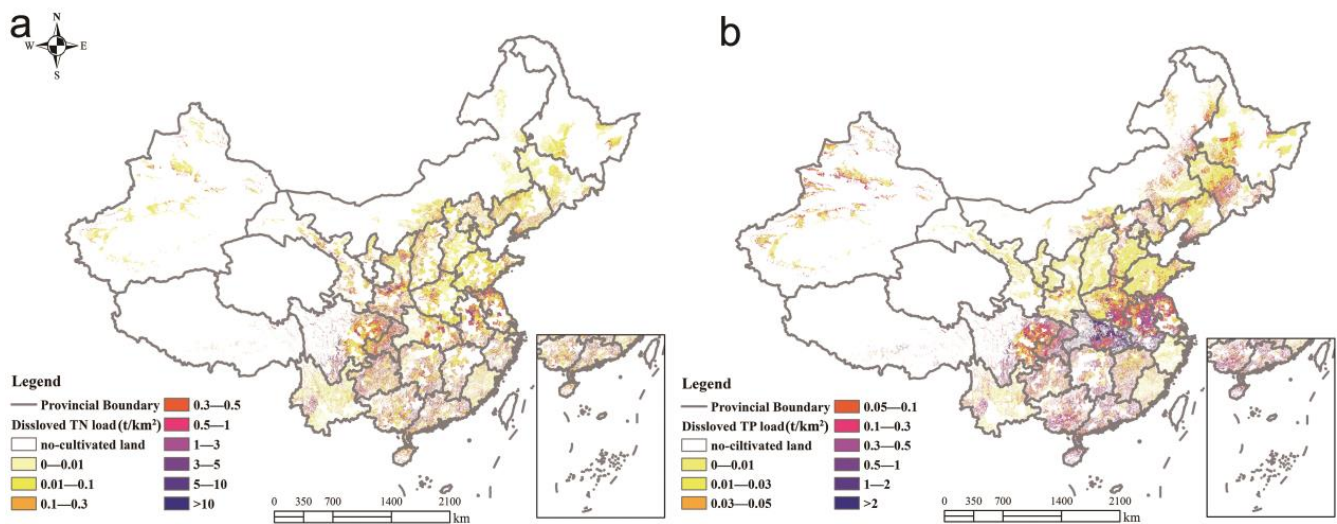 a
N
W E
S
Legend
Provincial Boundary
Dissloved TN load(t/km²)
no-cultivated land
0—0.01
0.01—0.1
0.1—0.3
0.3—0.5
0.5—1
1—3
3—5
5—10
>10
0 350 700 1400 2100
km
b
Legend
Provincial Boundary
Dissloved TP load(t/km²)
no-ciltivated land
0—0.01
0.01—0.03
0.03—0.05
0.05—0.1
0.1—0.3
0.3—0.5
0.5—1
1—2
>2
0 350 700 1400 2100
km